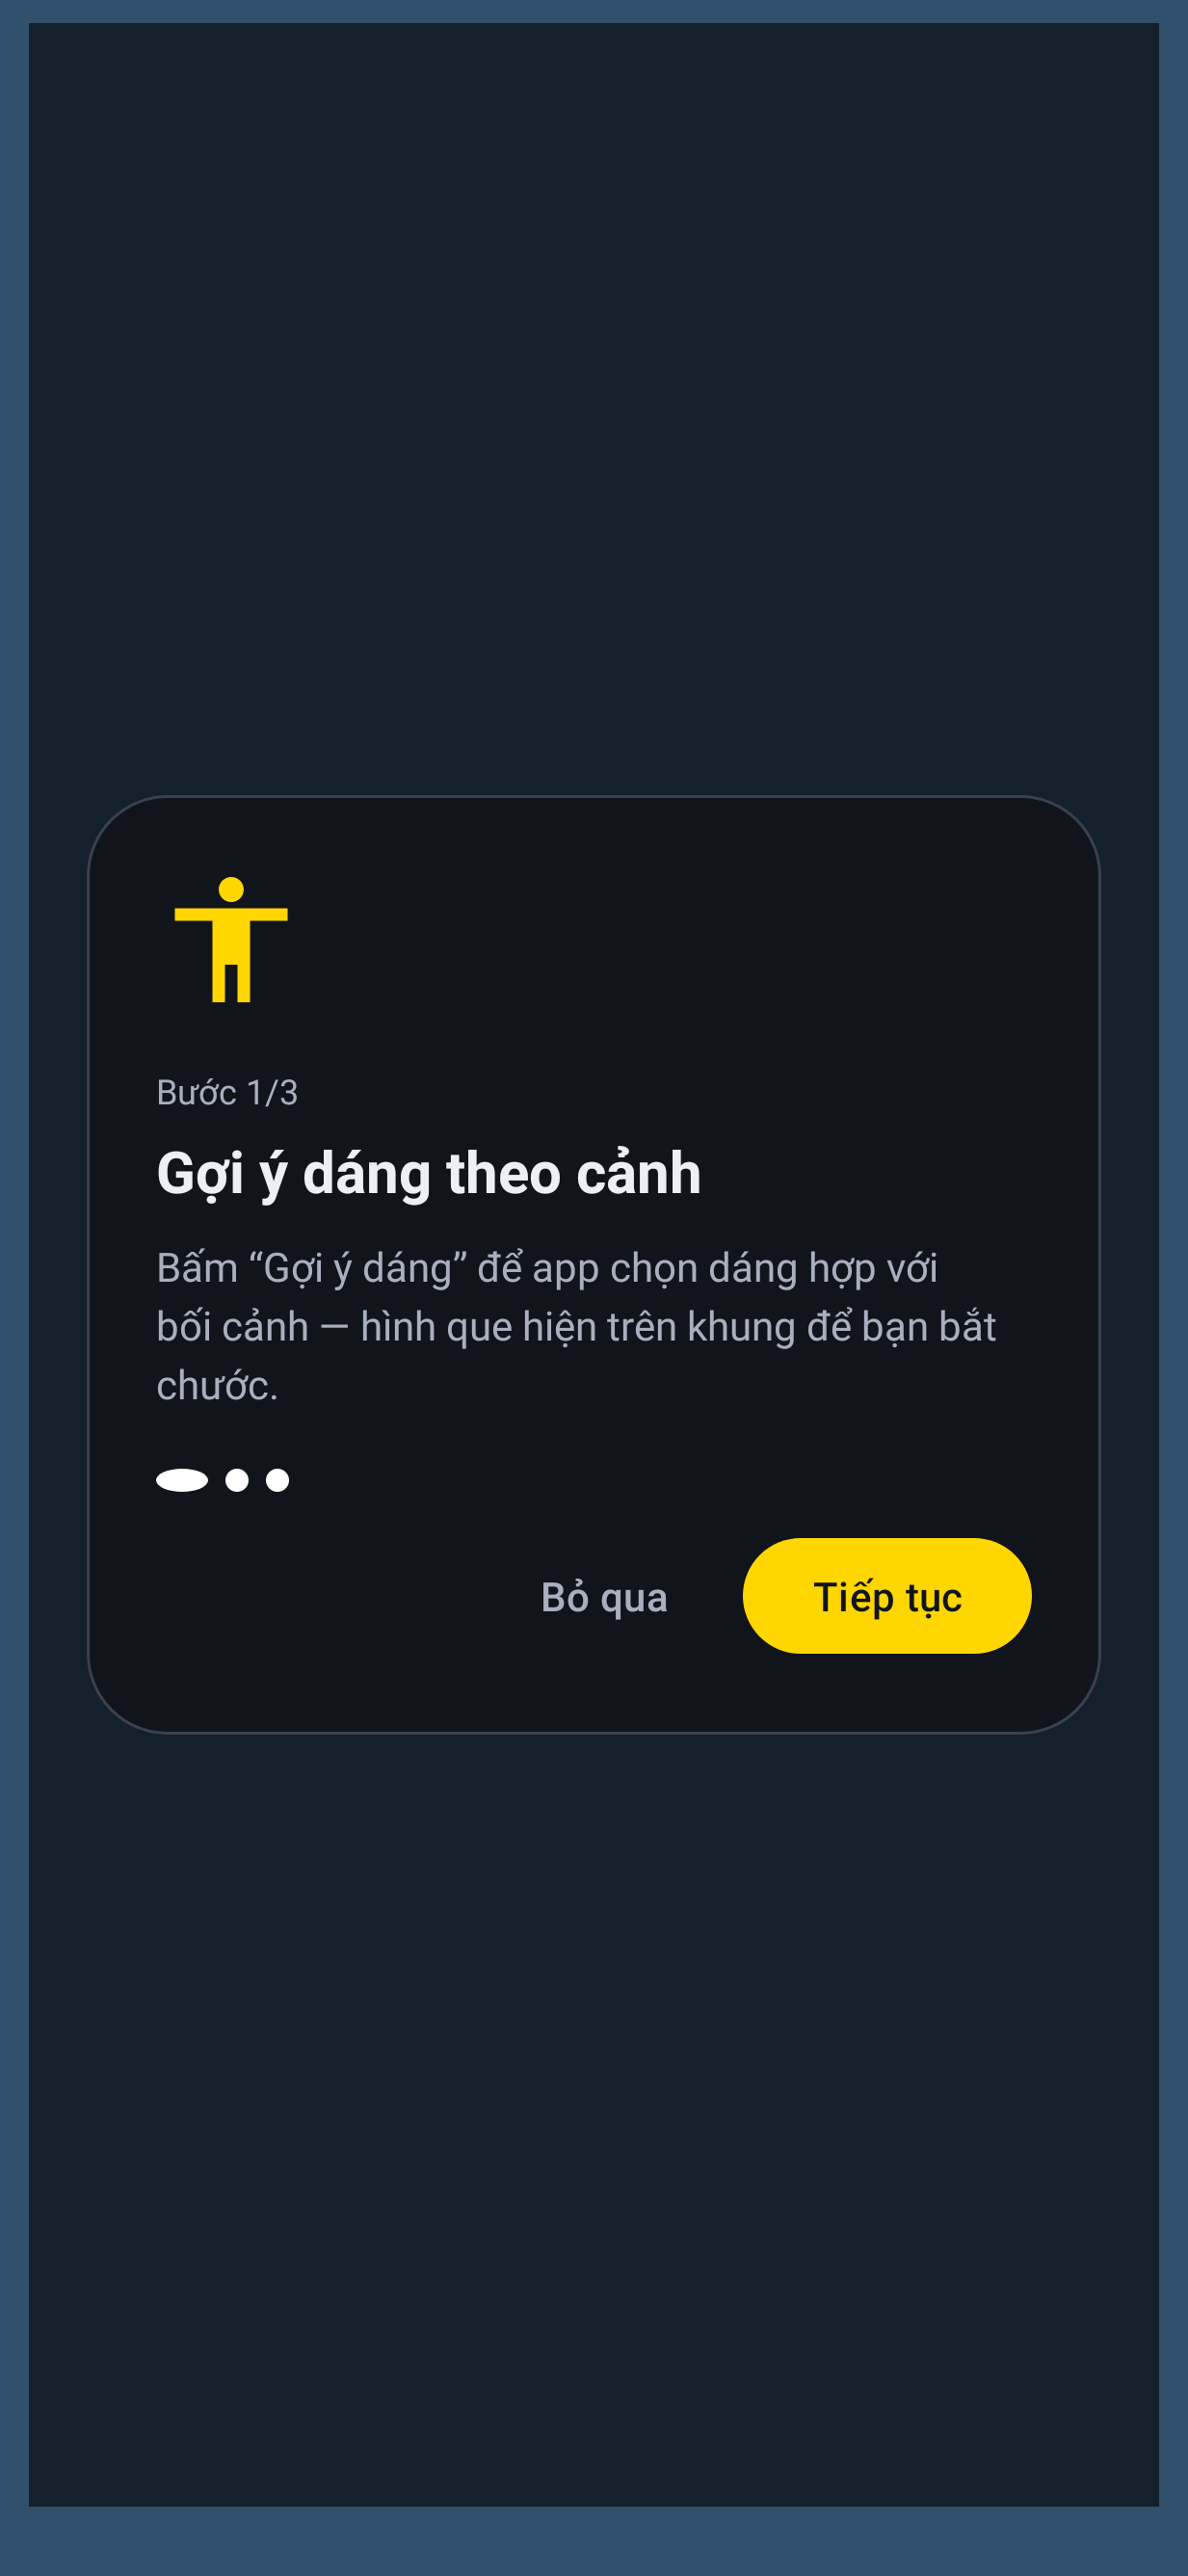 Bước 1/3
Gợi ý dáng theo cảnh
Bấm “Gợi ý dáng” để app chọn dáng hợp với
bối cảnh — hình que hiện trên khung để bạn bắt
chước.
Bỏ qua
Tiếp tục